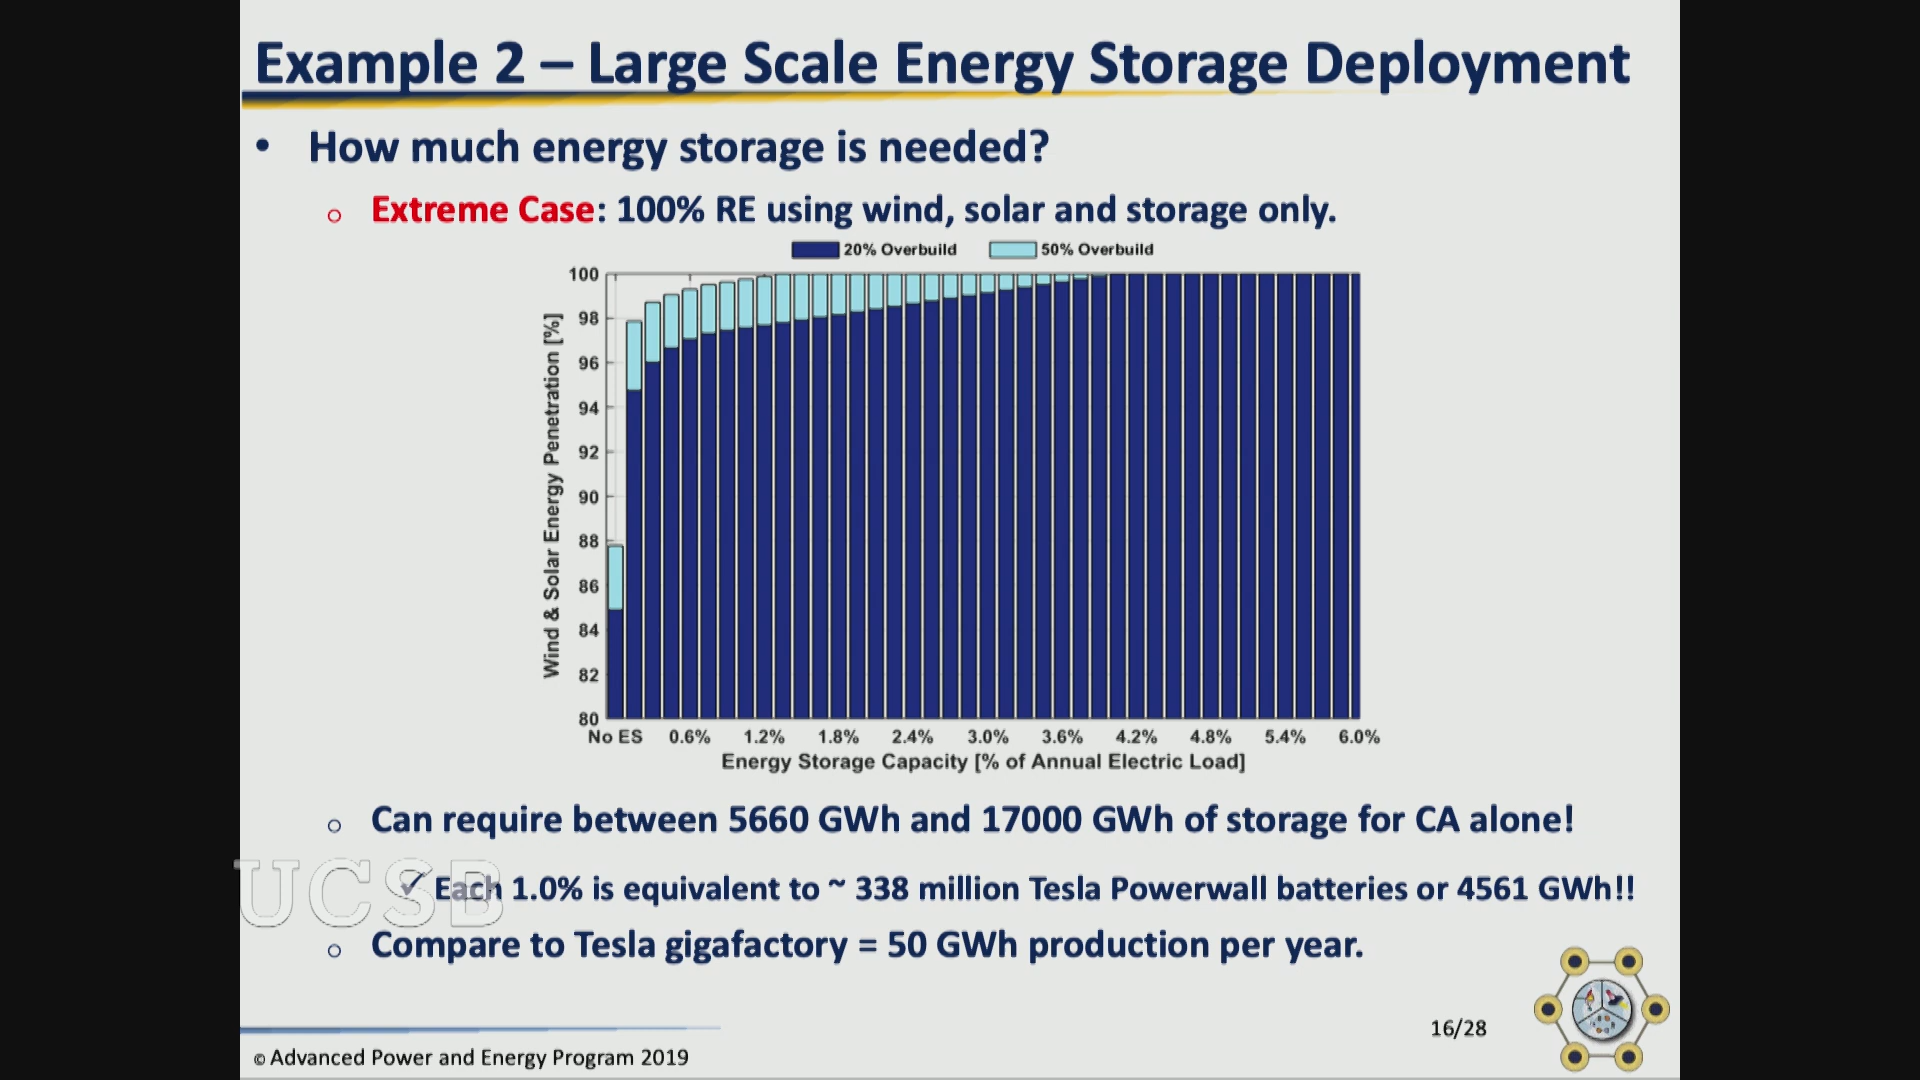 Example 2 – Large Scale Energy Storage Deployment
• How much energy storage is needed?
o Extreme Case: 100% RE using wind, solar and storage only.
20% Overbuild 50% Overbuild
Wind & Solar Energy Penetration [%]
100
98
96
94
92
90
88
86
84
82
80
No ES 0.6% 1.2% 1.8% 2.4% 3.0% 3.6% 4.2% 4.8% 5.4% 6.0%
Energy Storage Capacity [% of Annual Electric Load]
o Can require between 5660 GWh and 17000 GWh of storage for CA alone!
✓ Each 1.0% is equivalent to ~ 338 million Tesla Powerwall batteries or 4561 GWh!!
UCSB
o Compare to Tesla gigafactory = 50 GWh production per year.
16/28
© Advanced Power and Energy Program 2019